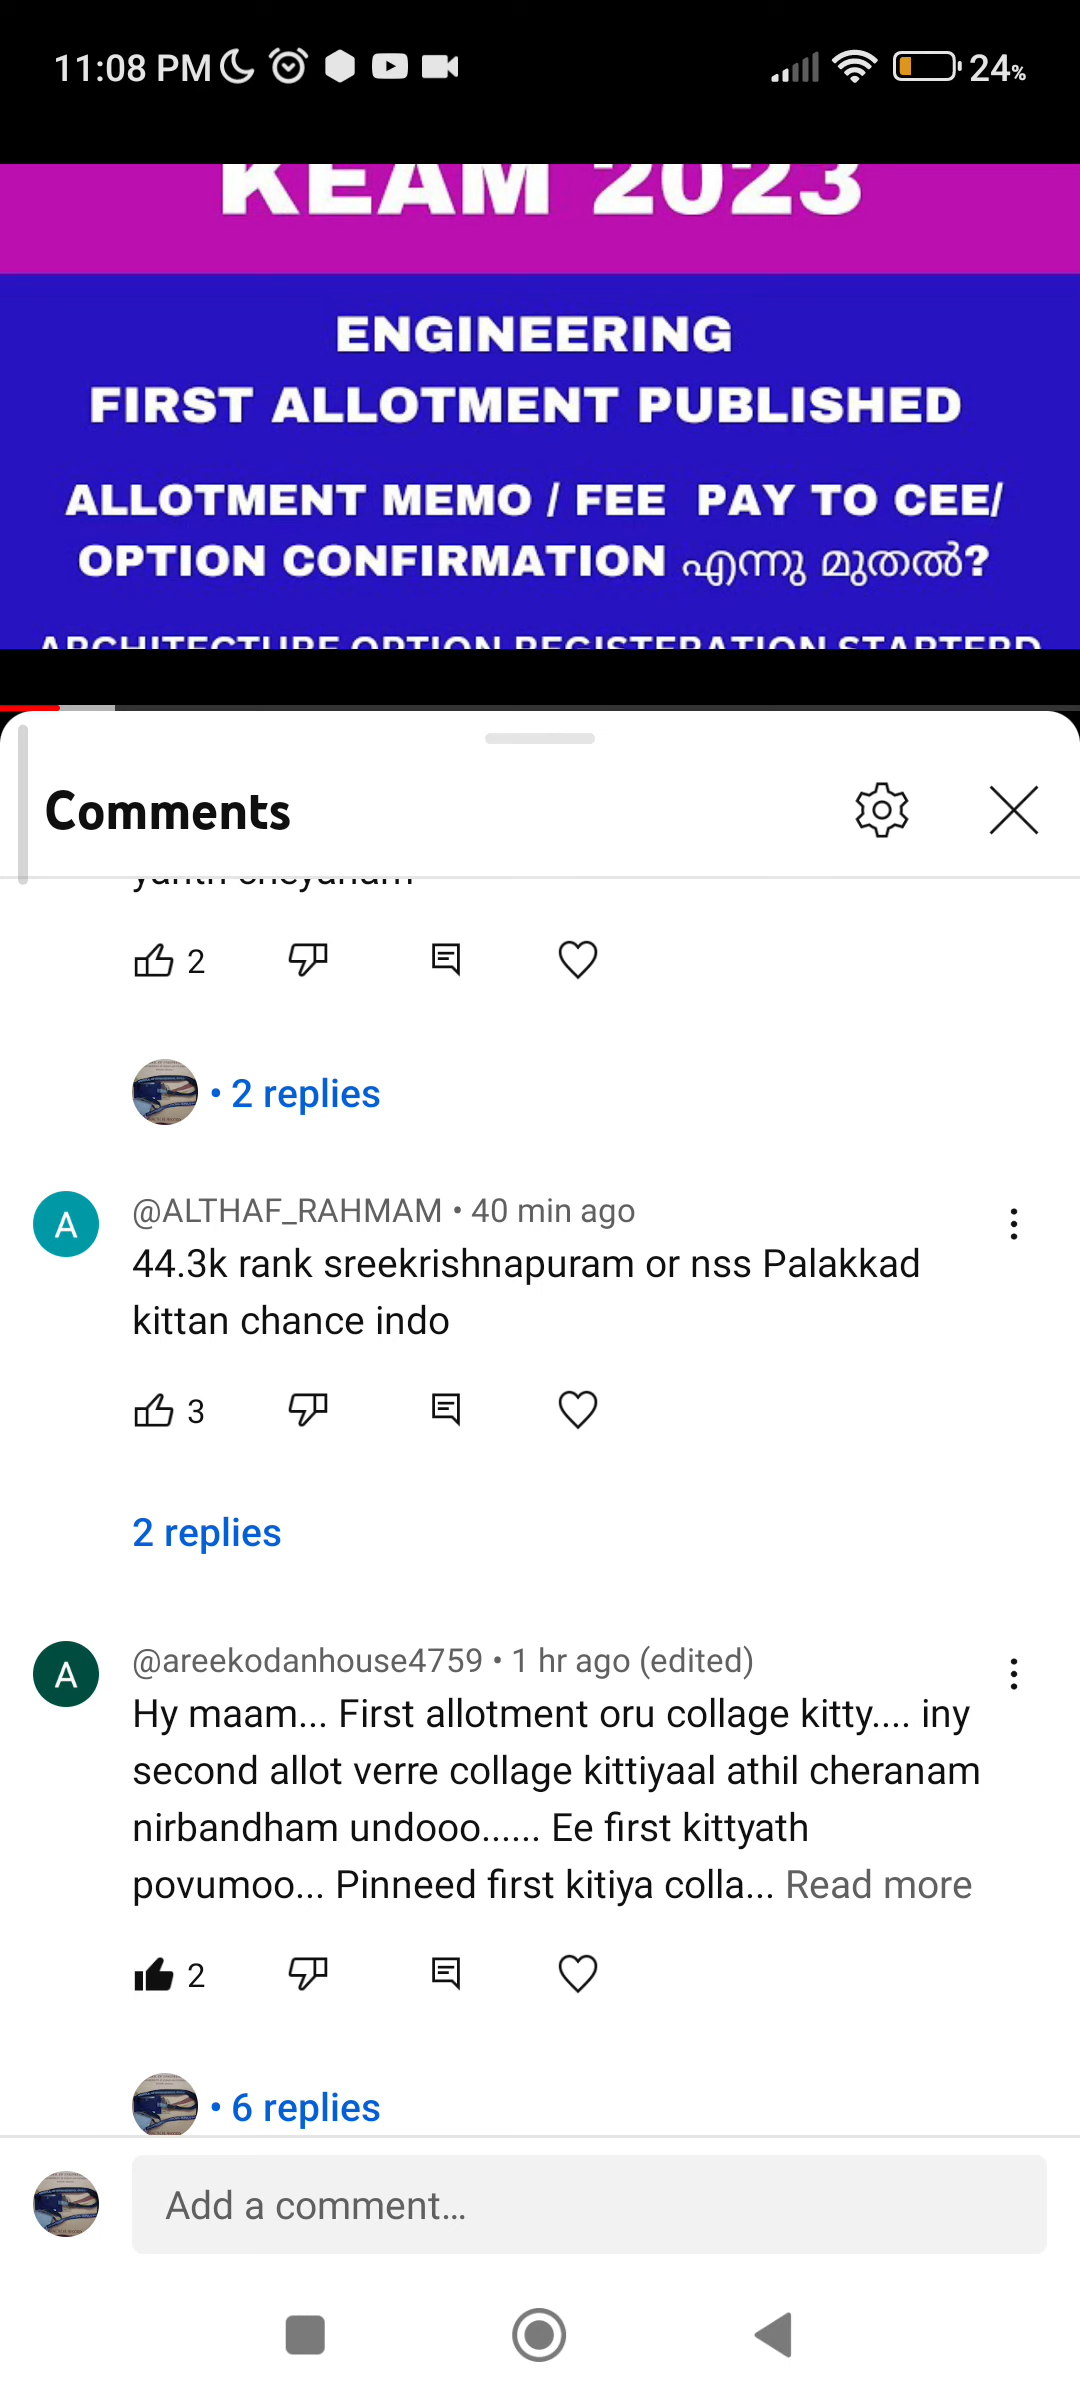 11:08 PM
24%
KEAM 2023
ENGINEERING
FIRST ALLOTMENT PUBLISHED
ALLOTMENT MEMO / FEE PAY TO CEE/
OPTION CONFIRMATION എന്നു മുതൽ?
ARCHITECTURE OPTION REGISTERATION STARTERD
Comments
2
• 2 replies
A
@ALTHAF_RAHMAM • 40 min ago
44.3k rank sreekrishnapuram or nss Palakkad
kittan chance indo
3
2 replies
A
@areekodanhouse4759 • 1 hr ago (edited)
Hy maam... First allotment oru collage kitty.... iny
second allot verre collage kittiyaal athil cheranam
nirbandham undooo...... Ee first kittyath
povumoo... Pinneed first kitiya colla... Read more
2
• 6 replies
Add a comment...